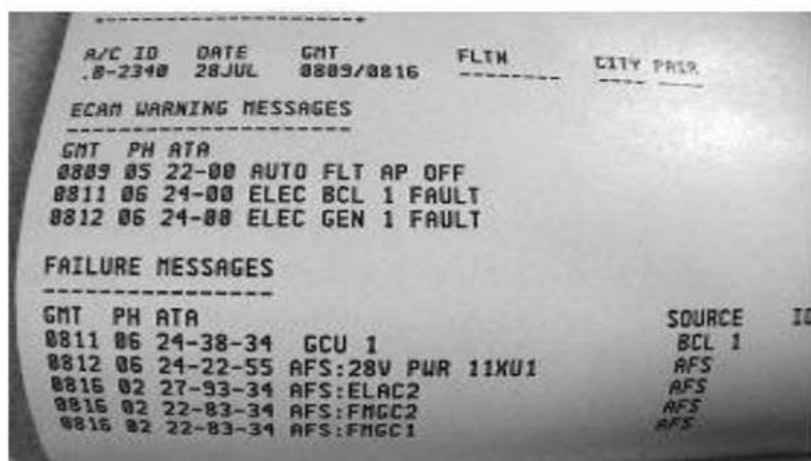 A/C ID DATE GMT FLTN CITY PAIR
.B-2340 28JUL 0809/0816
ECAM WARNING MESSAGES
GMT PH ATA
0809 05 22-00 AUTO FLT AP OFF
0811 06 24-00 ELEC BCL 1 FAULT
0812 06 24-00 ELEC GEN 1 FAULT
FAILURE MESSAGES
GMT PH ATA SOURCE
0811 06 24-38-34 GCU 1 BCL 1
0812 06 24-22-55 AFS:28V PWR 11XU1 AFS
0816 02 27-93-34 AFS:ELAC2 AFS
0816 02 22-83-34 AFS:FMGC2 AFS
0816 02 22-83-34 AFS:FMGC1 AFS